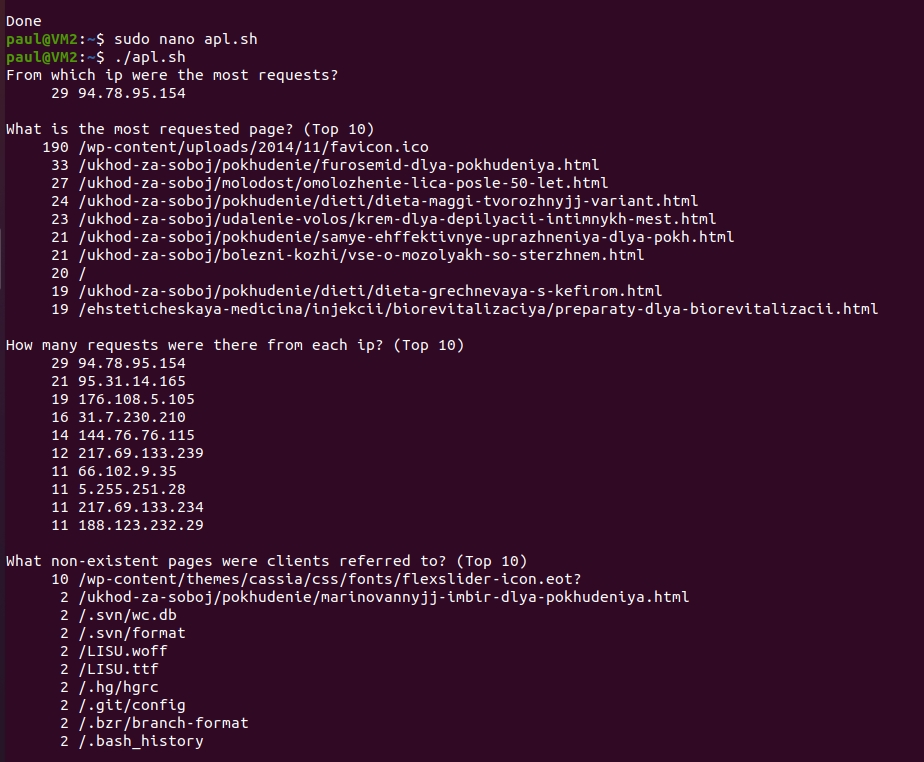 Done
paul@VM2:~$ sudo nano apl.sh
paul@VM2:~$ ./apl.sh
From which ip were the most requests?
29 94.78.95.154
What is the most requested page? (Top 10)
190 /wp-content/uploads/2014/11/favicon.ico
33 /ukhod-za-soboj/pokhudenie/furosemid-dlya-pokhudeniya.html
27 /ukhod-za-soboj/molodost/omolozhenie-lica-posle-50-let.html
24 /ukhod-za-soboj/pokhudenie/dieti/dieta-maggi-tvorozhnyjj-variant.html
23 /ukhod-za-soboj/udalenie-volos/krem-dlya-depilyacii-intimnykh-mest.html
21 /ukhod-za-soboj/pokhudenie/samye-ehffektivnye-uprazhneniya-dlya-pokh.html
21 /ukhod-za-soboj/bolezni-kozhi/vse-o-mozolyakh-so-sterzhnem.html
20 /
19 /ukhod-za-soboj/pokhudenie/dieti/dieta-grechnevaya-s-kefirom.html
19 /ehsteticheskaya-medicina/injekcii/biorevitalizaciya/preparaty-dlya-biorevitalizacii.html
How many requests were there from each ip? (Top 10)
29 94.78.95.154
21 95.31.14.165
19 176.108.5.105
16 31.7.230.210
14 144.76.76.115
12 217.69.133.239
11 66.102.9.35
11 5.255.251.28
11 217.69.133.234
11 188.123.232.29
What non-existent pages were clients referred to? (Top 10)
10 /wp-content/themes/cassia/css/fonts/flexslider-icon.eot?
2 /ukhod-za-soboj/pokhudenie/marinovannyjj-imbir-dlya-pokhudeniya.html
2 /.svn/wc.db
2 /.svn/format
2 /LISU.woff
2 /LISU.ttf
2 /.hg/hgrc
2 /.git/config
2 /.bzr/branch-format
2 /.bash_history